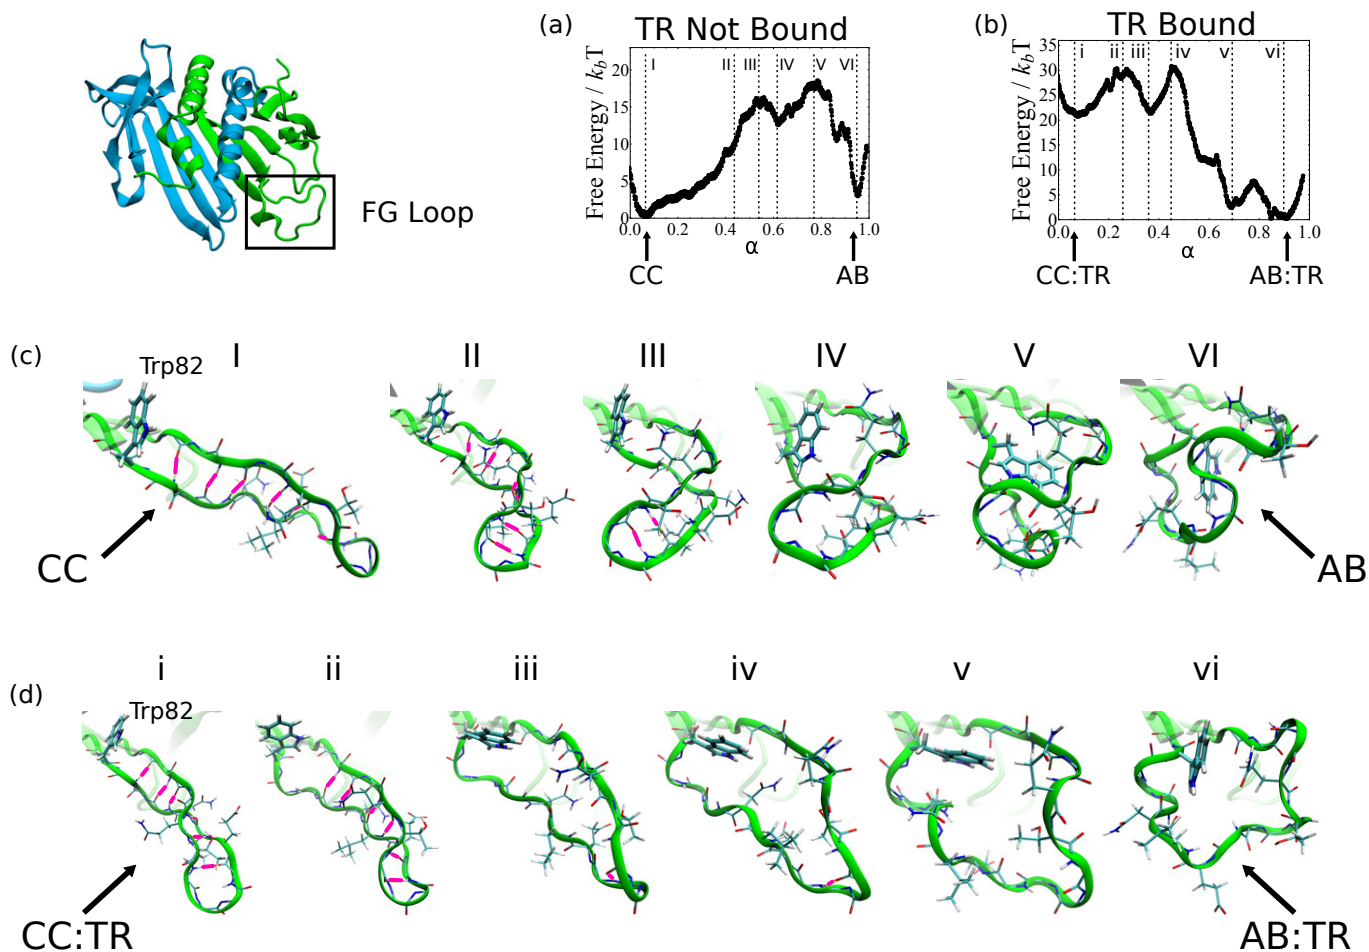 (a)
TR Not Bound
Free Energy / k_bT
20
15
10
5
0
I
II
III
IV
V
VI
0.0 0.2 0.4 0.6 0.8 1.0
α
CC
AB
(b)
TR Bound
Free Energy / k_bT
35
30
25
20
15
10
5
0
i
ii
iii
iv
v
vi
0.0 0.2 0.4 0.6 0.8 1.0
α
CC:TR
AB:TR
FG Loop
(c)
I
II
III
IV
V
VI
Trp82
CC
AB
(d)
i
ii
iii
iv
v
vi
Trp82
CC:TR
AB:TR